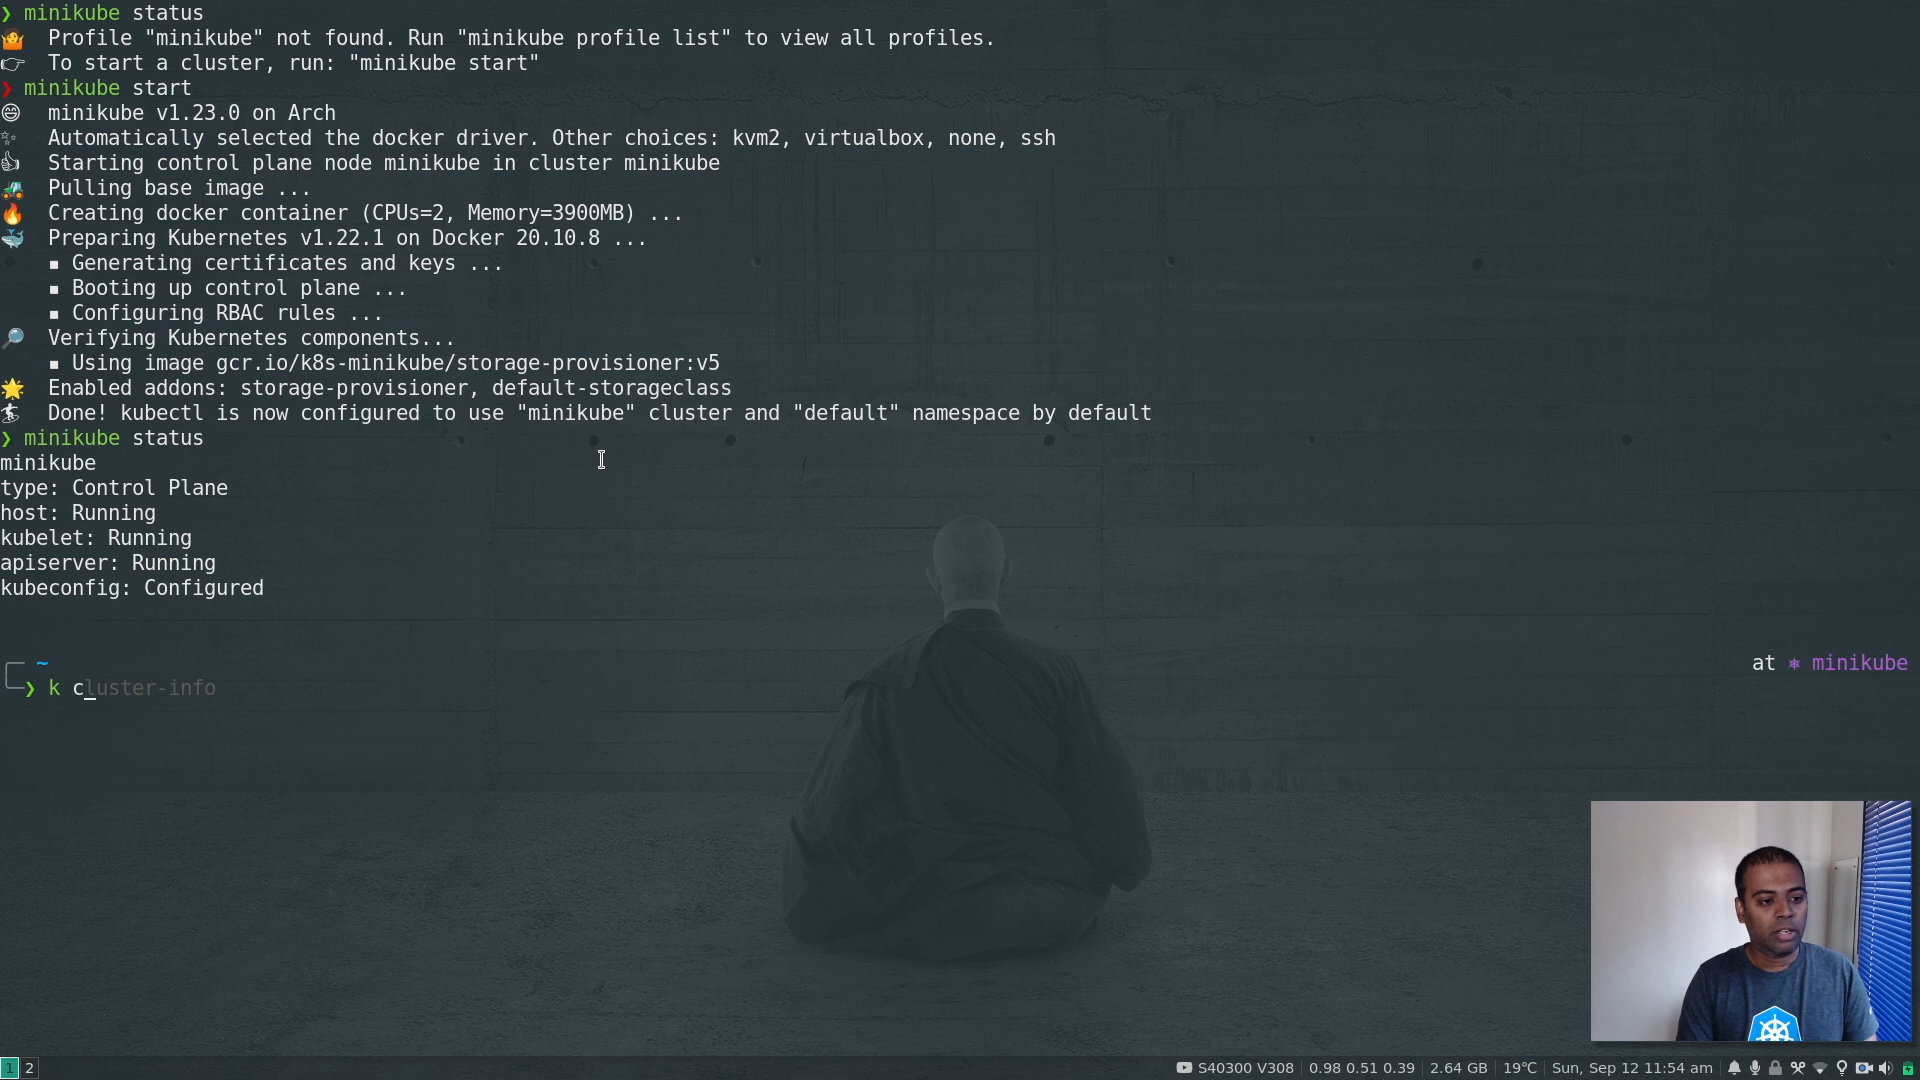 ❯ minikube status
🤷 Profile "minikube" not found. Run "minikube profile list" to view all profiles.
👉 To start a cluster, run: "minikube start"
❯ minikube start
😄 minikube v1.23.0 on Arch
✨ Automatically selected the docker driver. Other choices: kvm2, virtualbox, none, ssh
👍 Starting control plane node minikube in cluster minikube
🚜 Pulling base image ...
🔥 Creating docker container (CPUs=2, Memory=3900MB) ...
🐳 Preparing Kubernetes v1.22.1 on Docker 20.10.8 ...
▪ Generating certificates and keys ...
▪ Booting up control plane ...
▪ Configuring RBAC rules ...
🔎 Verifying Kubernetes components...
▪ Using image gcr.io/k8s-minikube/storage-provisioner:v5
🌟 Enabled addons: storage-provisioner, default-storageclass
🏄 Done! kubectl is now configured to use "minikube" cluster and "default" namespace by default
❯ minikube status
minikube
type: Control Plane
host: Running
kubelet: Running
apiserver: Running
kubeconfig: Configured
~ at ⎈ minikube
❯ k cluster-info
1 2 S40300 V308 0.98 0.51 0.39 2.64 GB 19°C Sun, Sep 12 11:54 am